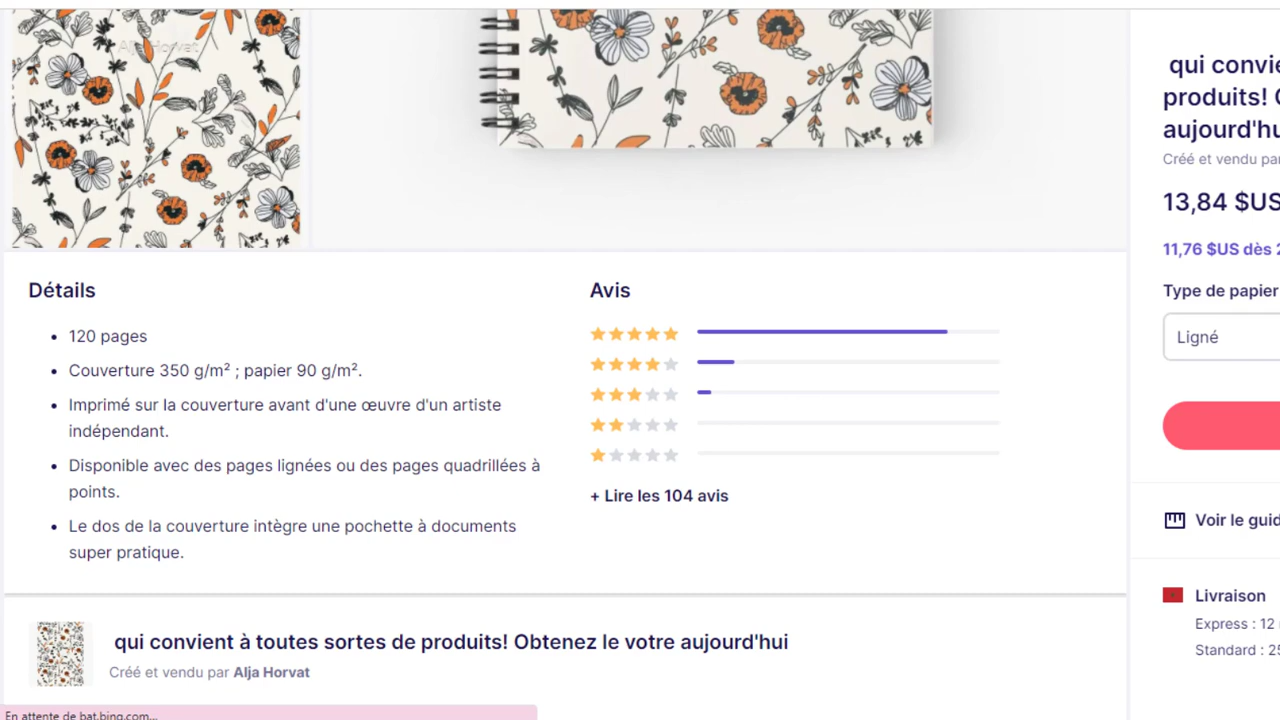 Alja Horvat
qui convie
produits!
aujourd'hu
Créé et vendu par
13,84 $US
11,76 $US dès 2
Type de papier
Ligné
Détails
120 pages
Couverture 350 g/m² ; papier 90 g/m².
Imprimé sur la couverture avant d'une œuvre d'un artiste
indépendant.
Disponible avec des pages lignées ou des pages quadrillées à
points.
Le dos de la couverture intègre une pochette à documents
super pratique.
Avis
+ Lire les 104 avis
Voir le guid
Livraison
Express : 12
Standard : 25
qui convient à toutes sortes de produits! Obtenez le votre aujourd'hui
Créé et vendu par Alja Horvat
En attente de bat.bing.com...